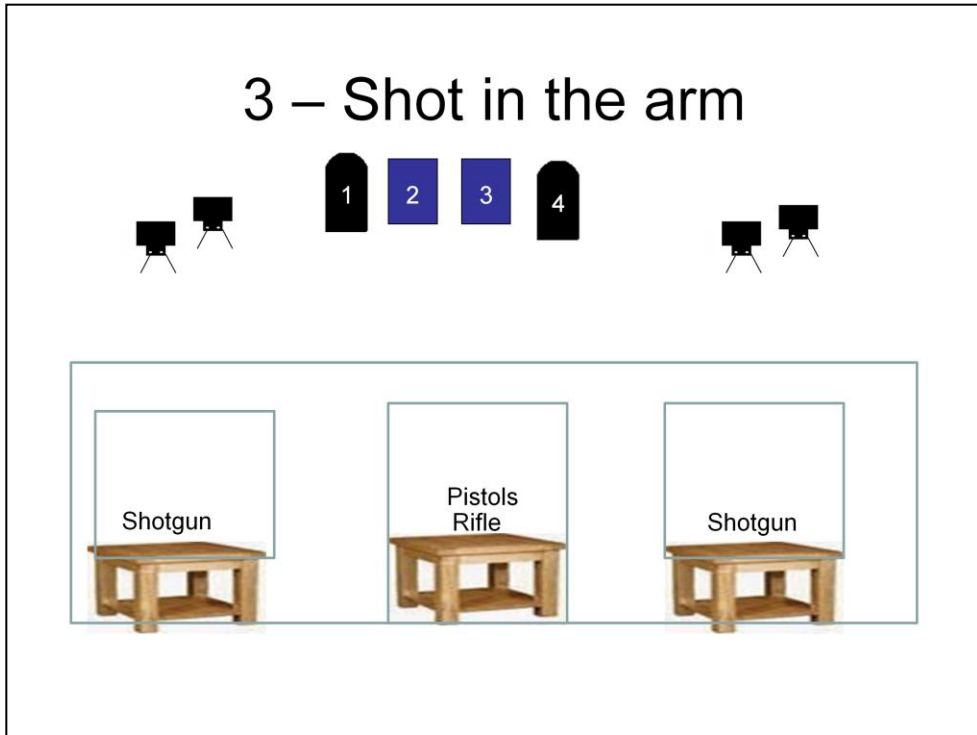 3 – Shot in the arm
1 2 3 4
Shotgun
Pistols
Rifle
Shotgun